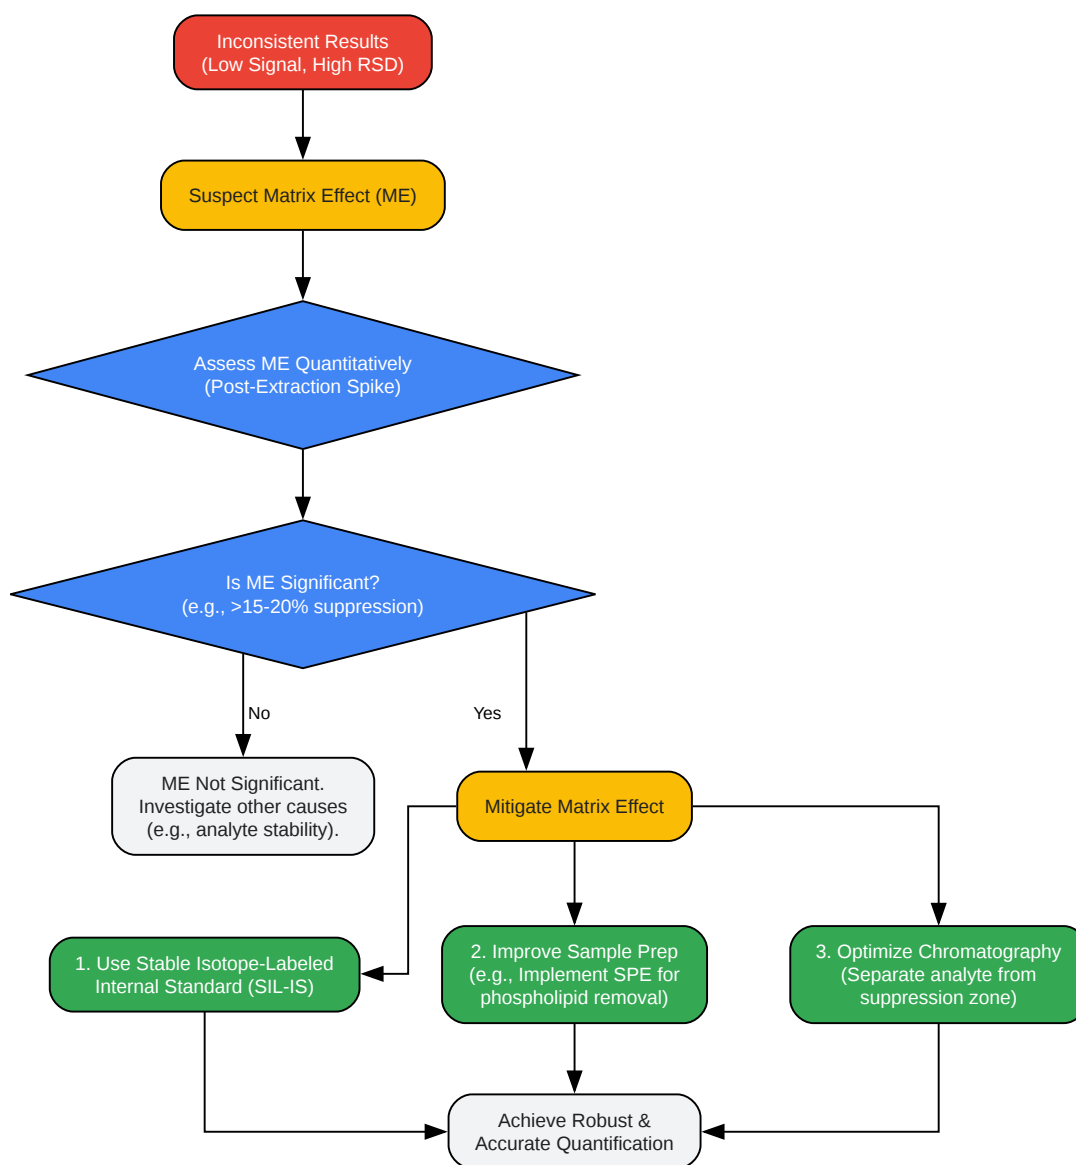 Inconsistent Results
(Low Signal, High RSD)
Suspect Matrix Effect (ME)
Assess ME Quantitatively
(Post-Extraction Spike)
Is ME Significant?
(e.g., >15-20% suppression)
No
Yes
ME Not Significant.
Investigate other causes
(e.g., analyte stability).
Mitigate Matrix Effect
1. Use Stable Isotope-Labeled
Internal Standard (SIL-IS)
2. Improve Sample Prep
(e.g., Implement SPE for
phospholipid removal)
3. Optimize Chromatography
(Separate analyte from
suppression zone)
Achieve Robust &
Accurate Quantification